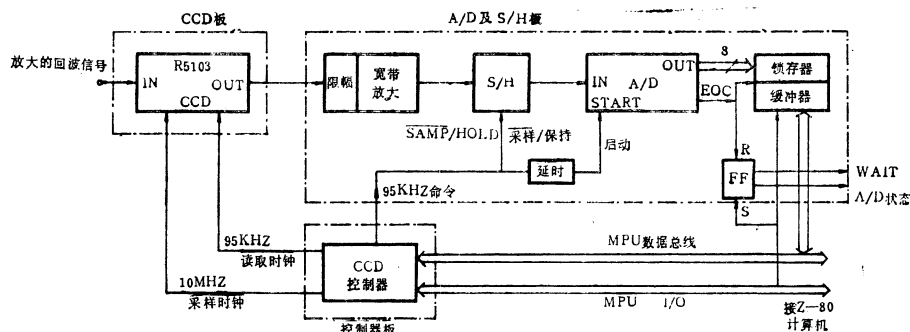 CCD板
A/D及S/H板
放大的回波信号
R5103
IN
OUT
CCD
限幅
宽带
放大
S/H
IN
OUT
A/D
START
8
EOC
锁存器
缓冲器
SAMP/HOLD
采样/保持
启动
延时
R
FF
S
WAIT
A/D状态
95KHZ命令
95KHZ
读取时钟
10MHZ
采样时钟
CCD
控制器
控制器板
MPU数据总线
MPU I/O
接Z—80
计算机